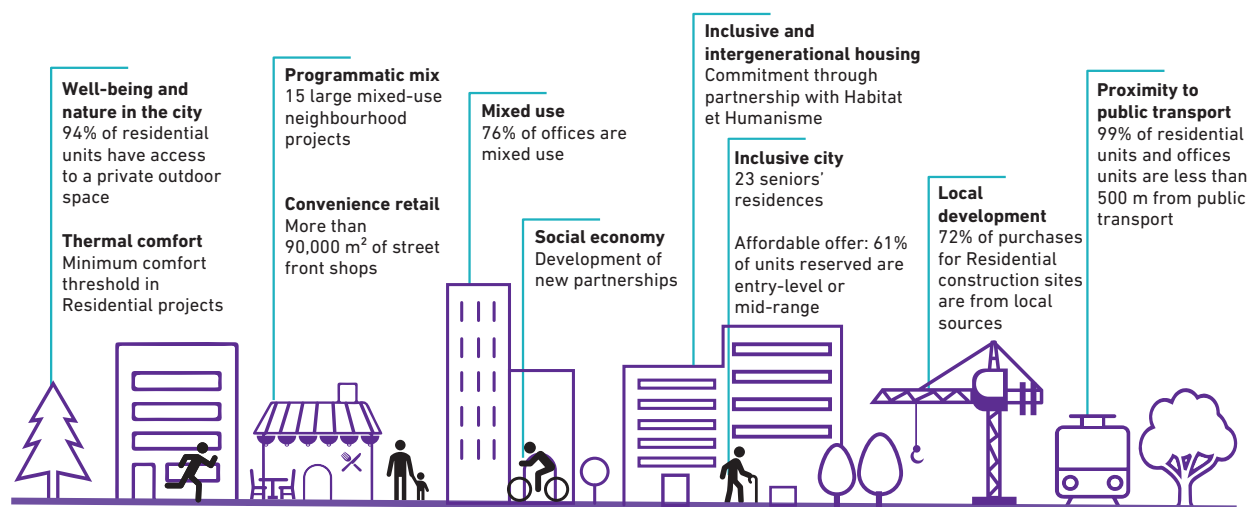 Well-being and
nature in the city
94% of residential
units have access
to a private outdoor
space
Thermal comfort
Minimum comfort
threshold in
Residential projects
Programmatic mix
15 large mixed-use
neighbourhood
projects
Convenience retail
More than
90,000 m² of street
front shops
Mixed use
76% of offices are
mixed use
Social economy
Development of
new partnerships
Inclusive and
intergenerational housing
Commitment through
partnership with Habitat
et Humanisme
Inclusive city
23 seniors’
residences
Affordable offer: 61%
of units reserved are
entry-level or
mid-range
Local
development
72% of purchases
for Residential
construction sites
are from local
sources
Proximity to
public transport
99% of residential
units and offices
units are less than
500 m from public
transport